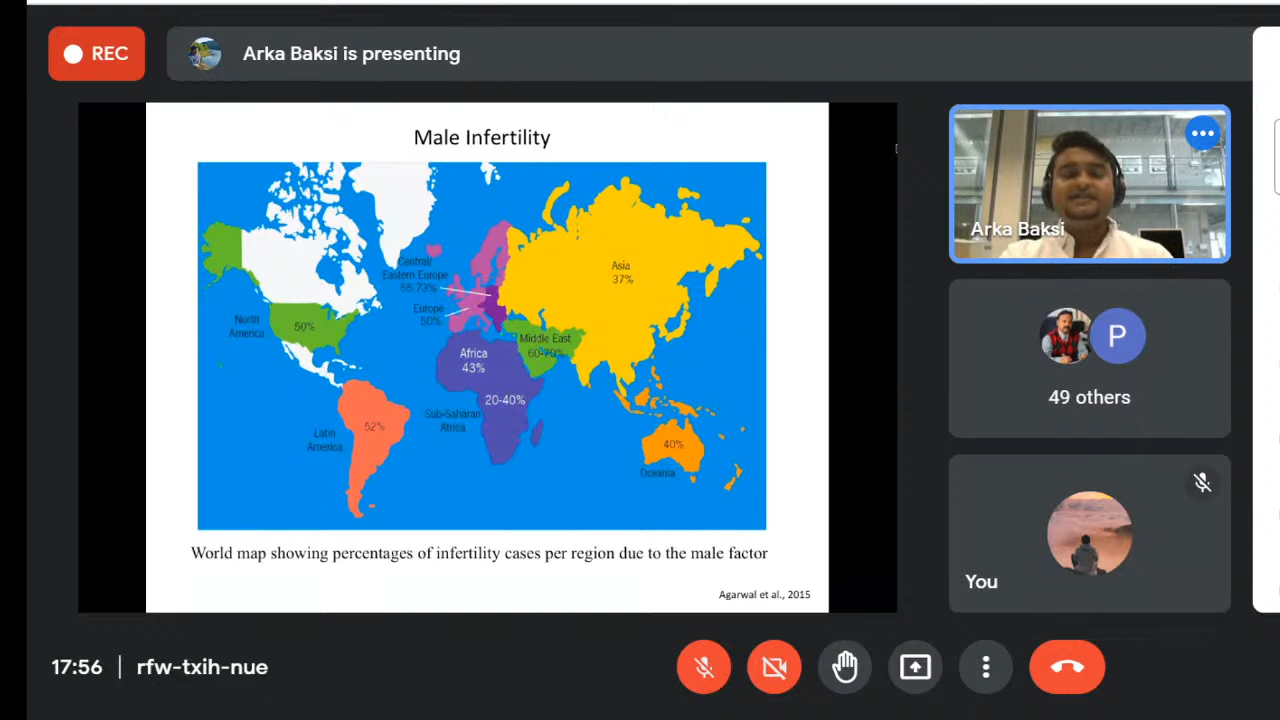 REC
Arka Baksi is presenting
Male Infertility
Central/
Eastern Europe
55.73%
Europe
50%
Asia
37%
North
America
50%
Middle East
60-70%
Africa
43%
20-40%
Sub-Saharan
Africa
Latin
America
52%
40%
Oceania
World map showing percentages of infertility cases per region due to the male factor
Agarwal et al., 2015
Arka Baksi
P
49 others
You
17:56 | rfw-txih-nue